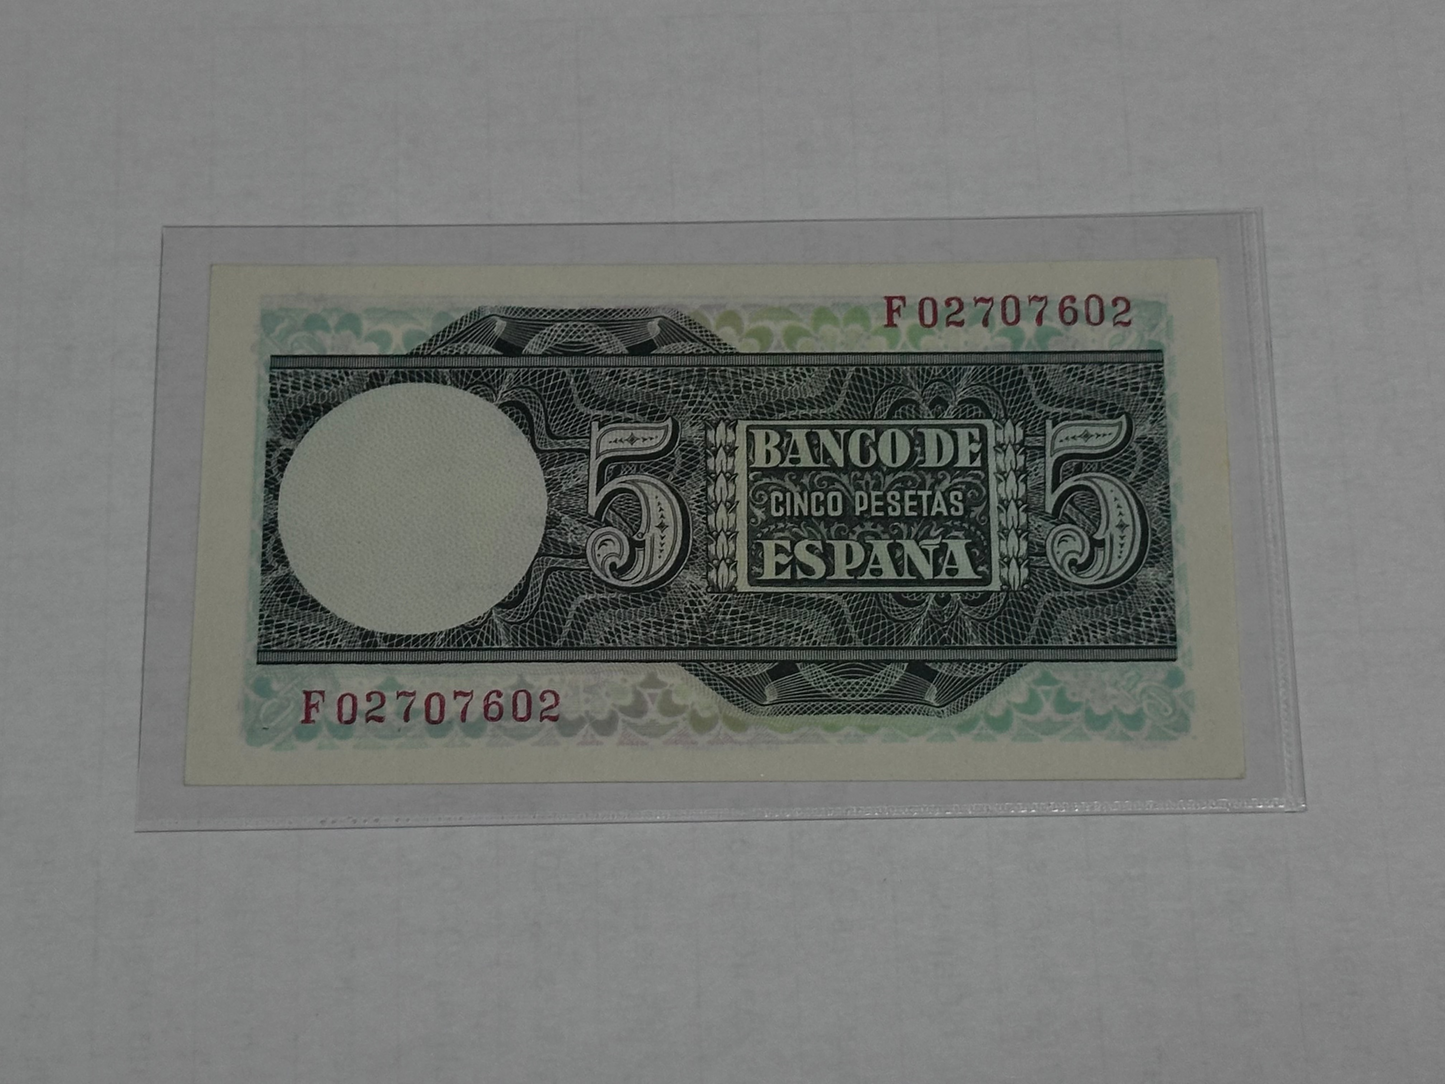 F02707602
5
BANCO DE
CINCO PESETAS
ESPAÑA
5
F02707602